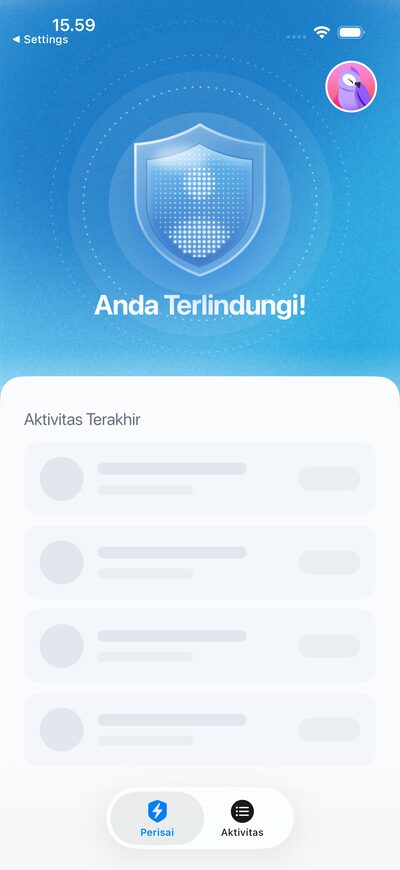 15.59
◀ Settings
Anda Terlindungi!
Aktivitas Terakhir
Perisai
Aktivitas